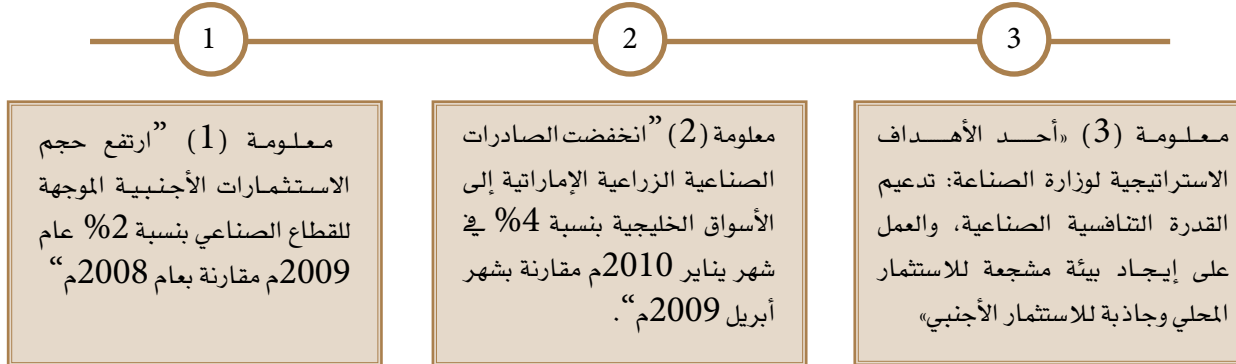 1
2
3
معلومة (1) ”ارتفع حجم
الاستثمارات الأجنبية الموجهة
للقطاع الصناعي بنسبة 2% عام
2009م مقارنة بعام 2008م“
معلومة (2) ”انخفضت الصادرات
الصناعية الزراعية الإماراتية إلى
الأسواق الخليجية بنسبة 4% في
شهر يناير 2010م مقارنة بشهر
أبريل 2009م“.
معلومة (3) «أحد الأهداف
الاستراتيجية لوزارة الصناعة: تدعيم
القدرة التنافسية الصناعية، والعمل
على إيجاد بيئة مشجعة للاستثمار
المحلي وجاذبة للاستثمار الأجنبي»